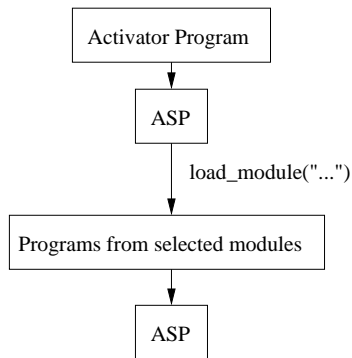 Activator Program
ASP
load_module("...")
Programs from selected modules
ASP